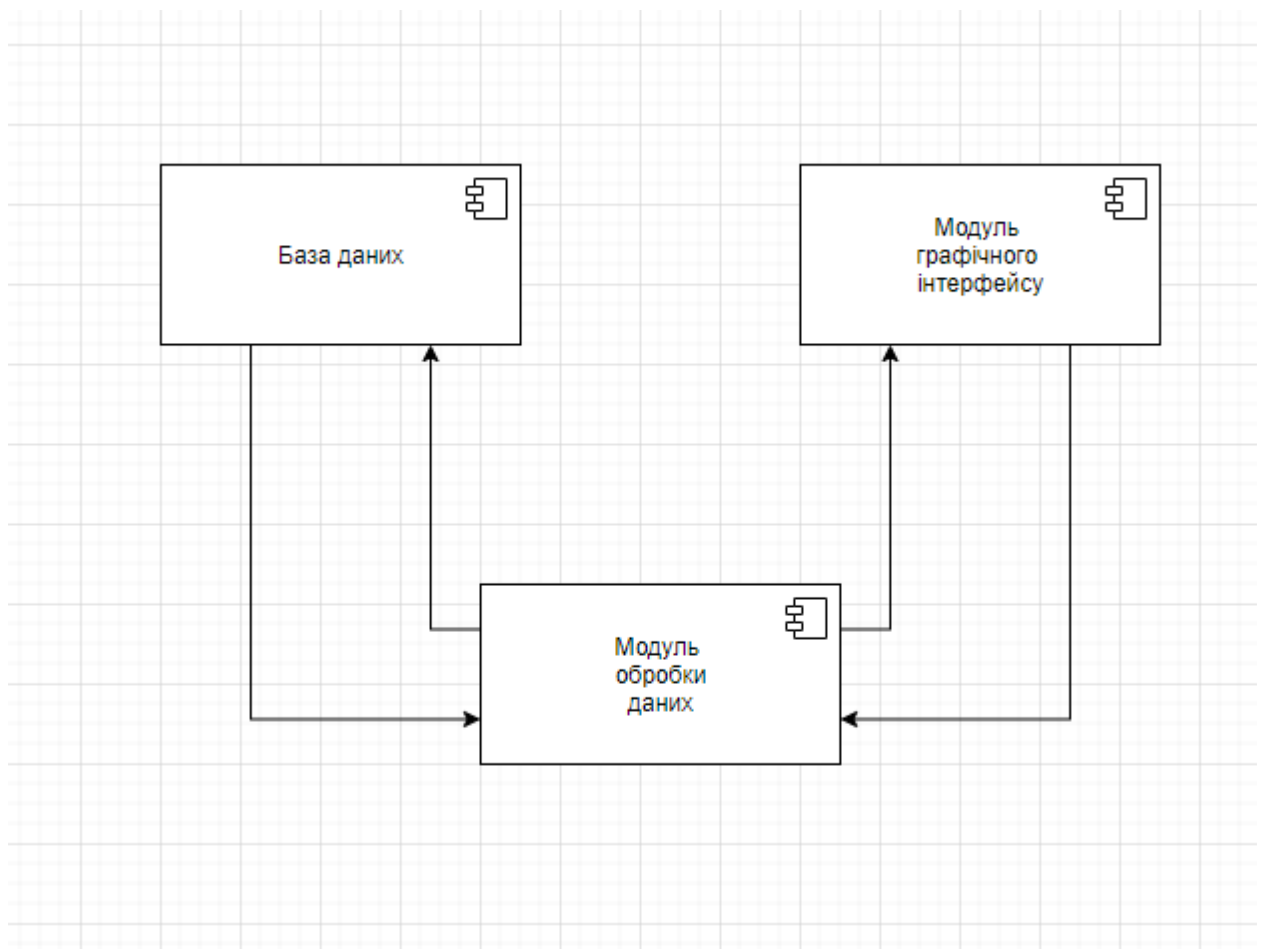 База даних
Модуль
графічного
інтерфейсу
Модуль
обробки
даних